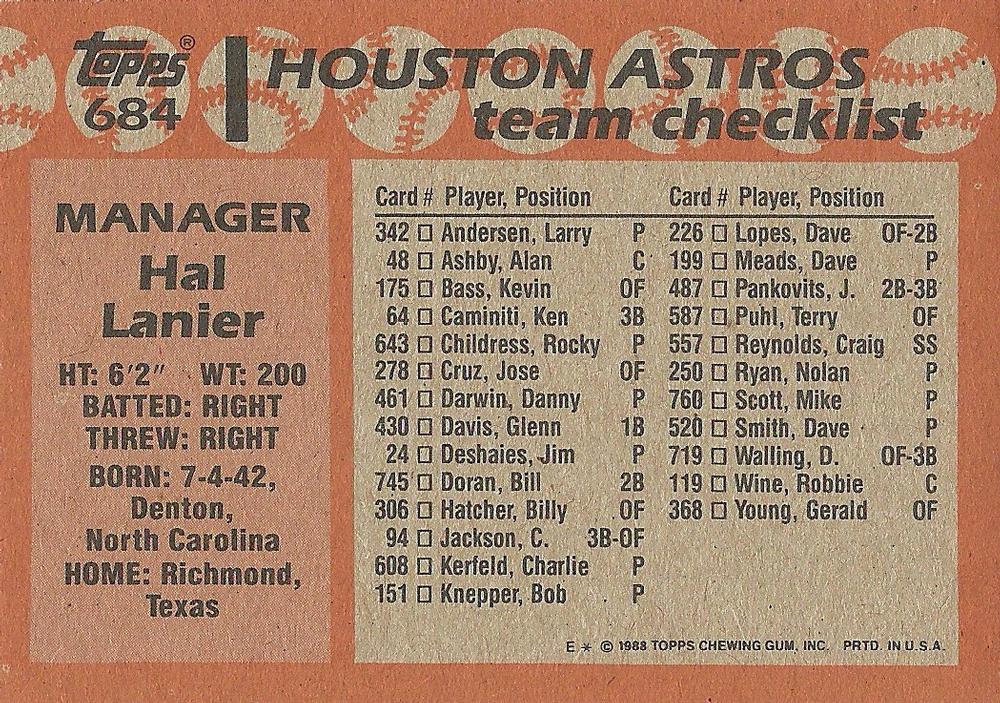 Topps® HOUSTON ASTROS
684 team checklist
MANAGER
Hal
Lanier
HT: 6'2" WT: 200
BATTED: RIGHT
THREW: RIGHT
BORN: 7-4-42,
Denton,
North Carolina
HOME: Richmond,
Texas
Card # Player, Position
342 □ Andersen, Larry P
48 □ Ashby, Alan C
175 □ Bass, Kevin OF
64 □ Caminiti, Ken 3B
643 □ Childress, Rocky P
278 □ Cruz, Jose OF
461 □ Darwin, Danny P
430 □ Davis, Glenn 1B
24 □ Deshaies, Jim P
745 □ Doran, Bill 2B
306 □ Hatcher, Billy OF
94 □ Jackson, C. 3B-OF
608 □ Kerfeld, Charlie P
151 □ Knepper, Bob P
Card # Player, Position
226 □ Lopes, Dave OF-2B
199 □ Meads, Dave P
487 □ Pankovits, J. 2B-3B
587 □ Puhl, Terry OF
557 □ Reynolds, Craig SS
250 □ Ryan, Nolan P
760 □ Scott, Mike P
520 □ Smith, Dave P
719 □ Walling, D. OF-3B
119 □ Wine, Robbie C
368 □ Young, Gerald OF
E * © 1988 TOPPS CHEWING GUM, INC. PRTD. IN U.S.A.